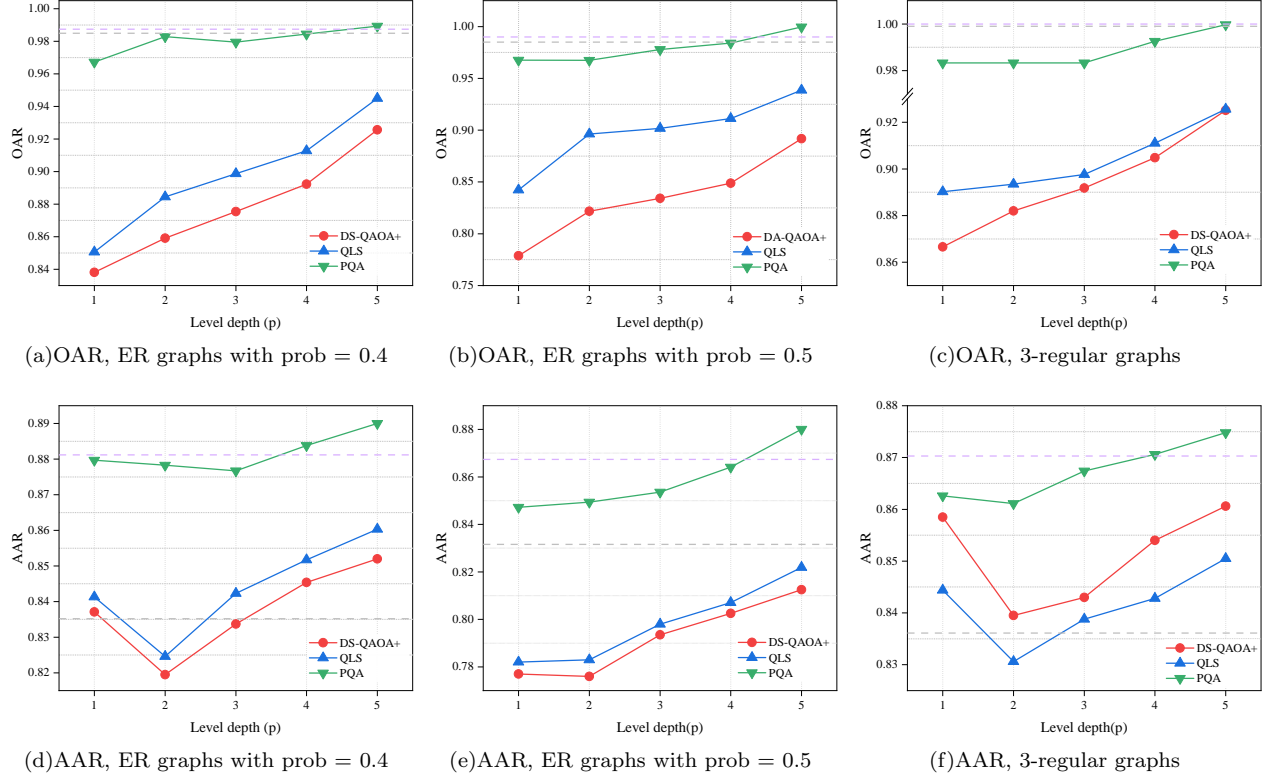 1.00
0.98
0.96
0.94
0.92
0.90
0.88
0.86
0.84
OAR
DS-QAOA+
QLS
PQA
1 2 3 4 5
Level depth (p)
(a)OAR, ER graphs with prob = 0.4
1.00
0.95
0.90
0.85
0.80
0.75
OAR
DA-QAOA+
QLS
PQA
1 2 3 4 5
Level depth(p)
(b)OAR, ER graphs with prob = 0.5
1.00
0.98
0.92
0.90
0.88
0.86
OAR
DS-QAOA+
QLS
PQA
1 2 3 4 5
Level depth(p)
(c)OAR, 3-regular graphs
0.89
0.88
0.88
0.86
0.85
0.84
0.83
0.82
AAR
DS-QAOA+
QLS
PQA
1 2 3 4 5
Level depth (p)
(d)AAR, ER graphs with prob = 0.4
0.88
0.86
0.84
0.82
0.80
0.78
AAR
DS-QAOA+
QLS
PQA
1 2 3 4 5
Level depth(p)
(e)AAR, ER graphs with prob = 0.5
0.88
0.87
0.86
0.85
0.84
0.83
AAR
DS-QAOA+
QLS
PQA
1 2 3 4 5
Level depth(p)
(f)AAR, 3-regular graphs